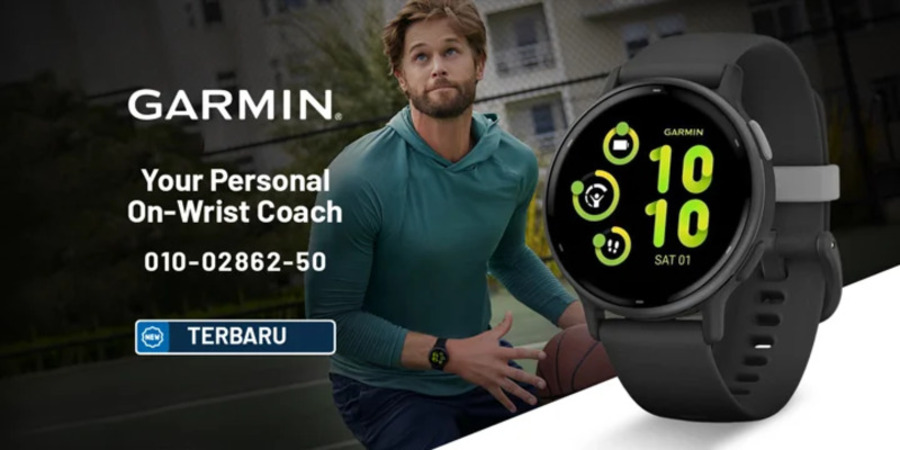 GARMIN®
Your Personal
On-Wrist Coach
010-02862-50
NEW
TERBARU
GARMIN
10
10
SAT 01